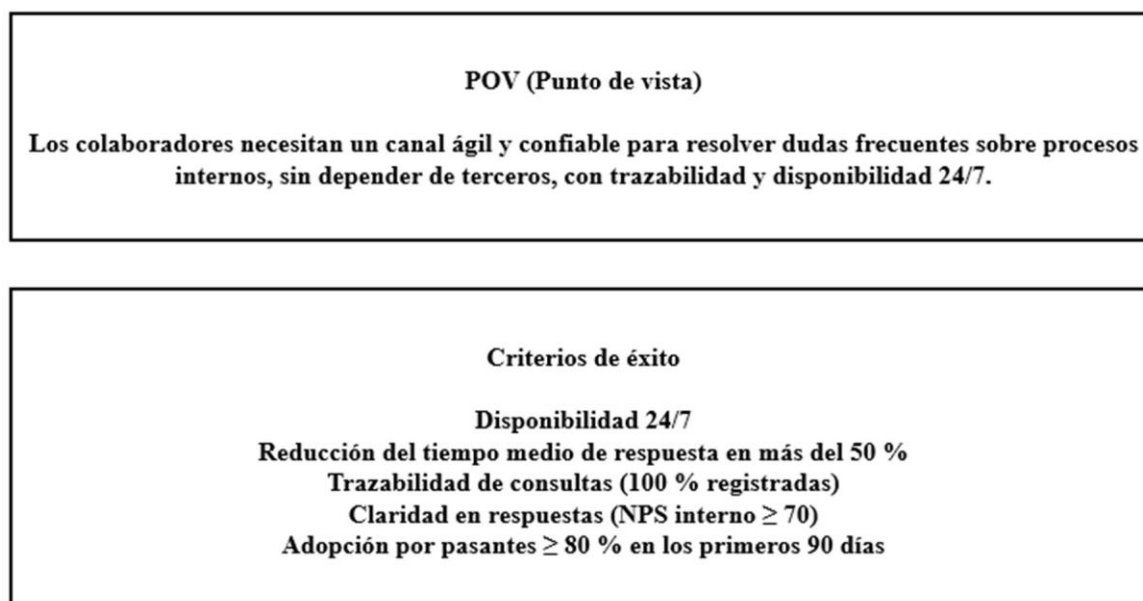 POV (Punto de vista)
Los colaboradores necesitan un canal ágil y confiable para resolver dudas frecuentes sobre procesos
internos, sin depender de terceros, con trazabilidad y disponibilidad 24/7.
Criterios de éxito
Disponibilidad 24/7
Reducción del tiempo medio de respuesta en más del 50 %
Trazabilidad de consultas (100 % registradas)
Claridad en respuestas (NPS interno ≥ 70)
Adopción por pasantes ≥ 80 % en los primeros 90 días